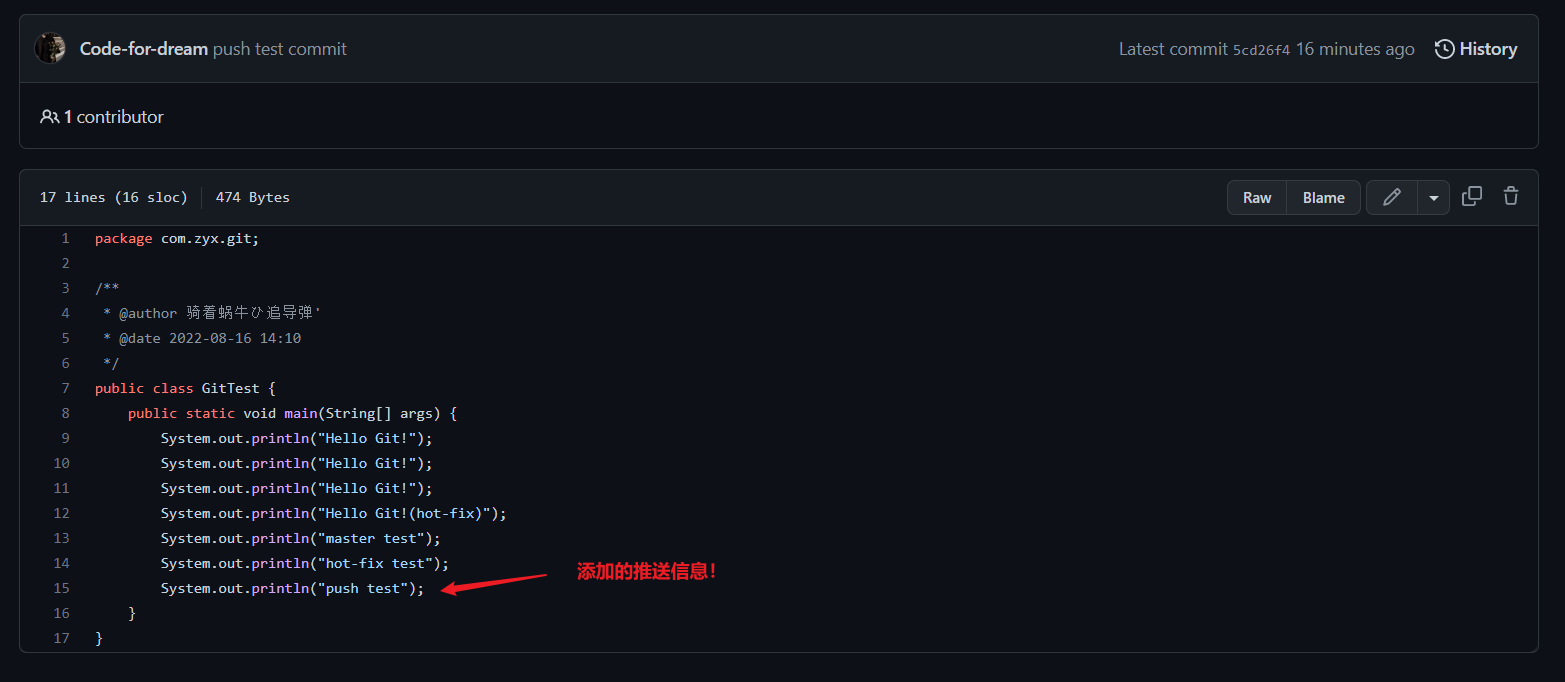 Code-for-dream push test commit
Latest commit 5cd26f4 16 minutes ago History
1 contributor
17 lines (16 sloc) 474 Bytes
Raw Blame
1 package com.zyx.git;
2
3 /**
4  * @author 骑着蜗牛ひ追导弹'
5  * @date 2022-08-16 14:10
6  */
7 public class GitTest {
8     public static void main(String[] args) {
9         System.out.println("Hello Git!");
10         System.out.println("Hello Git!");
11         System.out.println("Hello Git!");
12         System.out.println("Hello Git!(hot-fix)");
13         System.out.println("master test");
14         System.out.println("hot-fix test");
添加的推送信息！
15         System.out.println("push test");
16     }
17 }